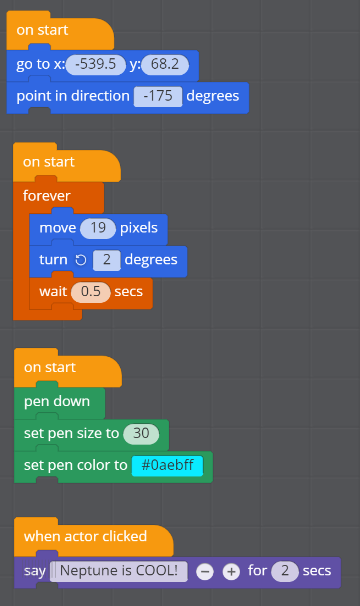 on start
go to x: -539.5 y: 68.2
point in direction -175 degrees
on start
forever
move 19 pixels
turn 2 degrees
wait 0.5 secs
on start
pen down
set pen size to 30
set pen color to #0aebff
when actor clicked
say Neptune is COOL! − + for 2 secs